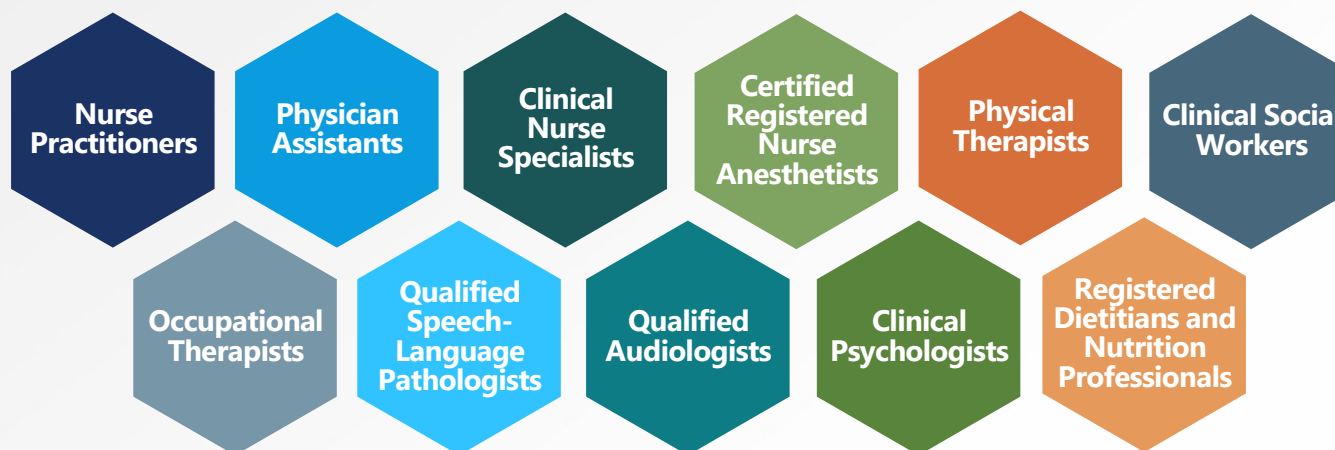 Nurse
Practitioners
Physician
Assistants
Clinical
Nurse
Specialists
Certified
Registered
Nurse
Anesthetists
Physical
Therapists
Clinical Socia
Workers
Occupational
Therapists
Qualified
Speech-
Language
Pathologists
Qualified
Audiologists
Clinical
Psychologists
Registered
Dietitians and
Nutrition
Professionals